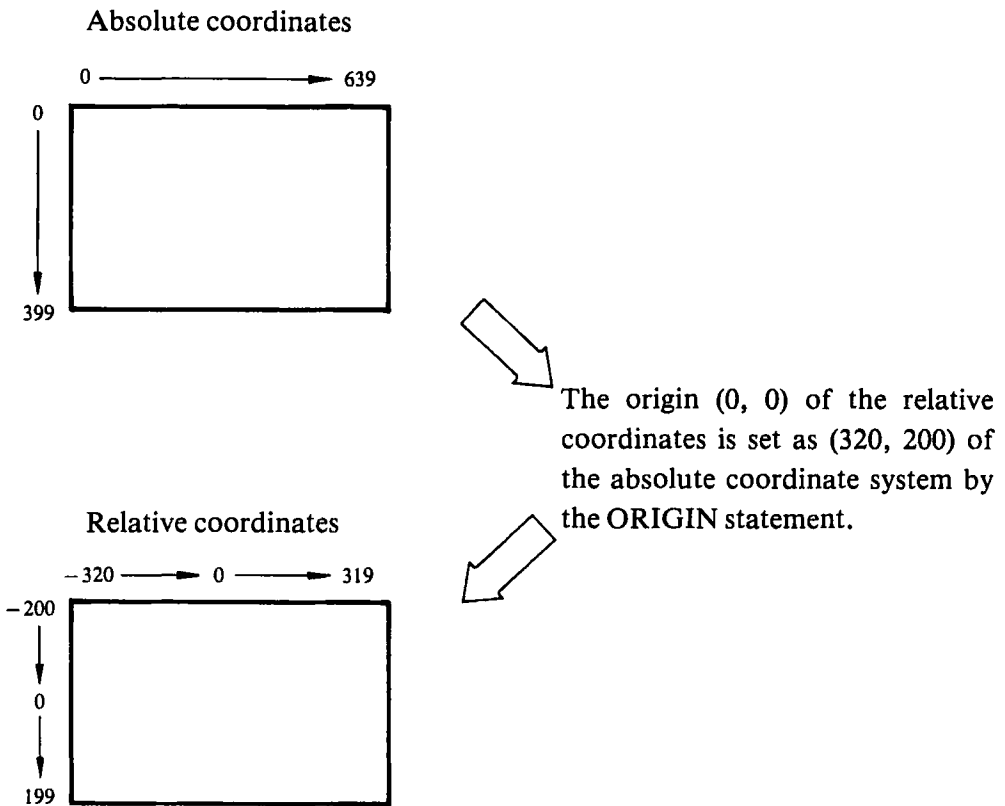 Absolute coordinates
0 639
0
399
The origin (0, 0) of the relative
coordinates is set as (320, 200) of
the absolute coordinate system by
the ORIGIN statement.
Relative coordinates
−320 0 319
−200
0
199